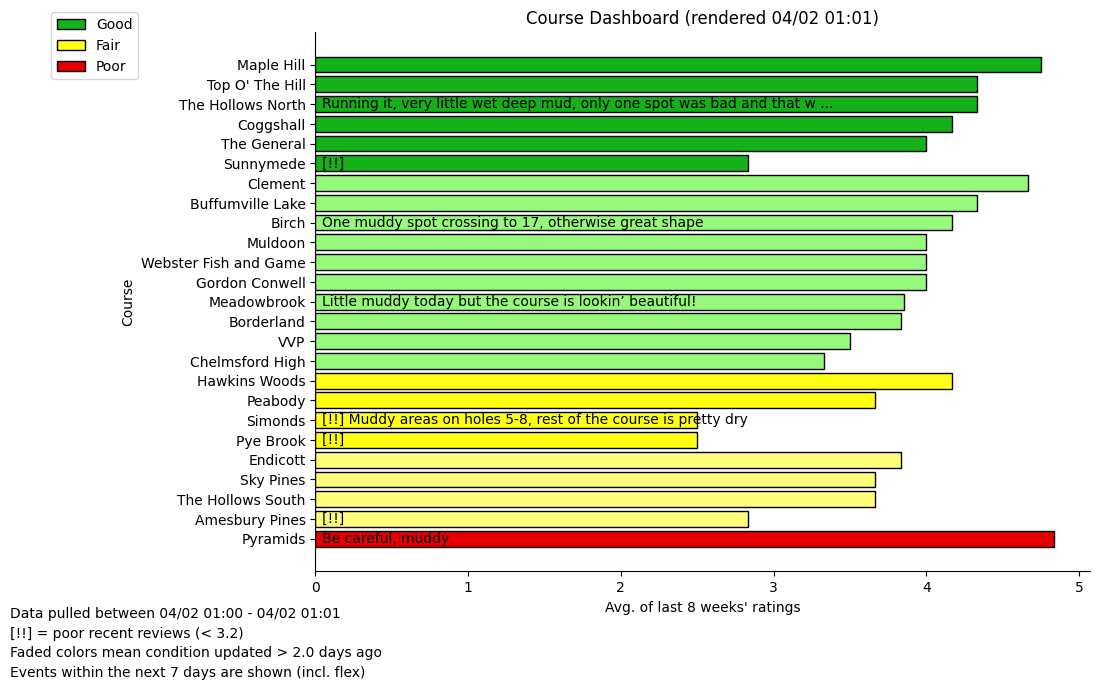 Good
Fair
Poor
Course Dashboard (rendered 04/02 01:01)
Course
Maple Hill
Top O' The Hill
The Hollows North Running it, very little wet deep mud, only one spot was bad and that w ...
Coggshall
The General
Sunnymede [!!]
Clement
Buffumville Lake
Birch One muddy spot crossing to 17, otherwise great shape
Muldoon
Webster Fish and Game
Gordon Conwell
Meadowbrook Little muddy today but the course is lookin’ beautiful!
Borderland
VVP
Chelmsford High
Hawkins Woods
Peabody
Simonds [!!] Muddy areas on holes 5-8, rest of the course is pretty dry
Pye Brook [!!]
Endicott
Sky Pines
The Hollows South
Amesbury Pines [!!]
Pyramids Be careful, muddy
0 1 2 3 4 5
Avg. of last 8 weeks' ratings
Data pulled between 04/02 01:00 - 04/02 01:01
[!!] = poor recent reviews (< 3.2)
Faded colors mean condition updated > 2.0 days ago
Events within the next 7 days are shown (incl. flex)